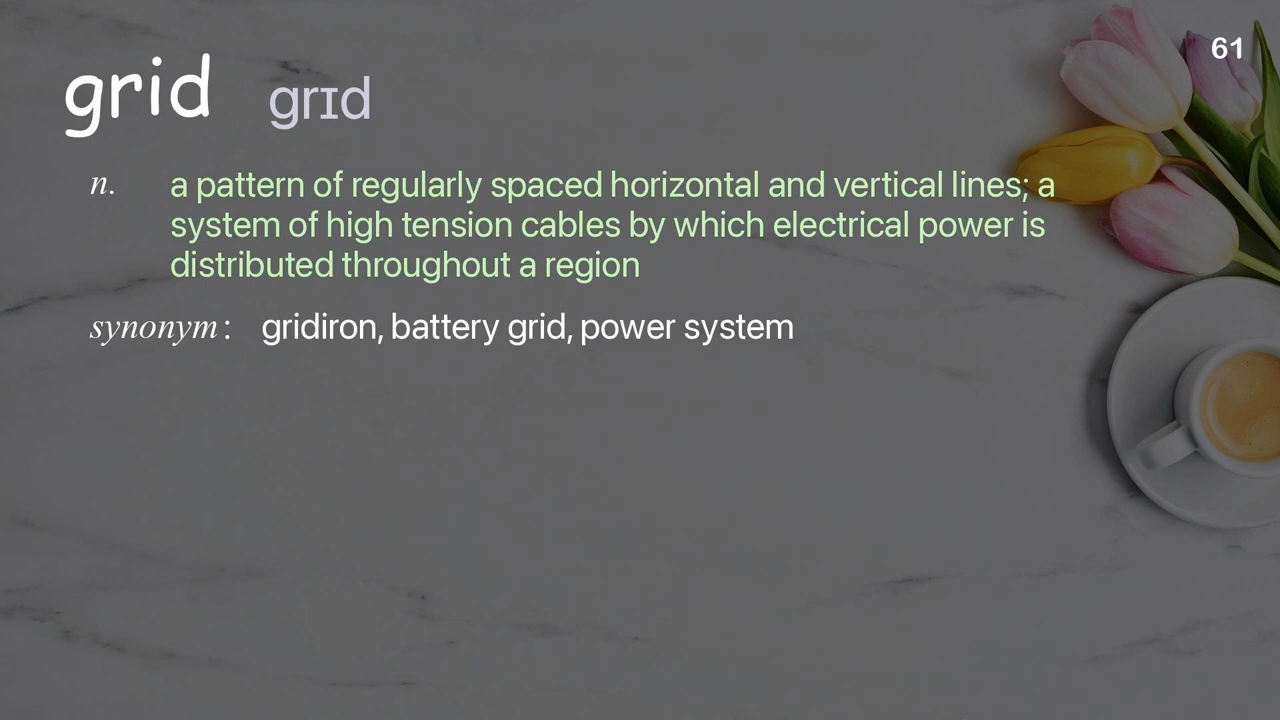 61
grid grɪd
n. a pattern of regularly spaced horizontal and vertical lines; a
system of high tension cables by which electrical power is
distributed throughout a region
synonym: gridiron, battery grid, power system